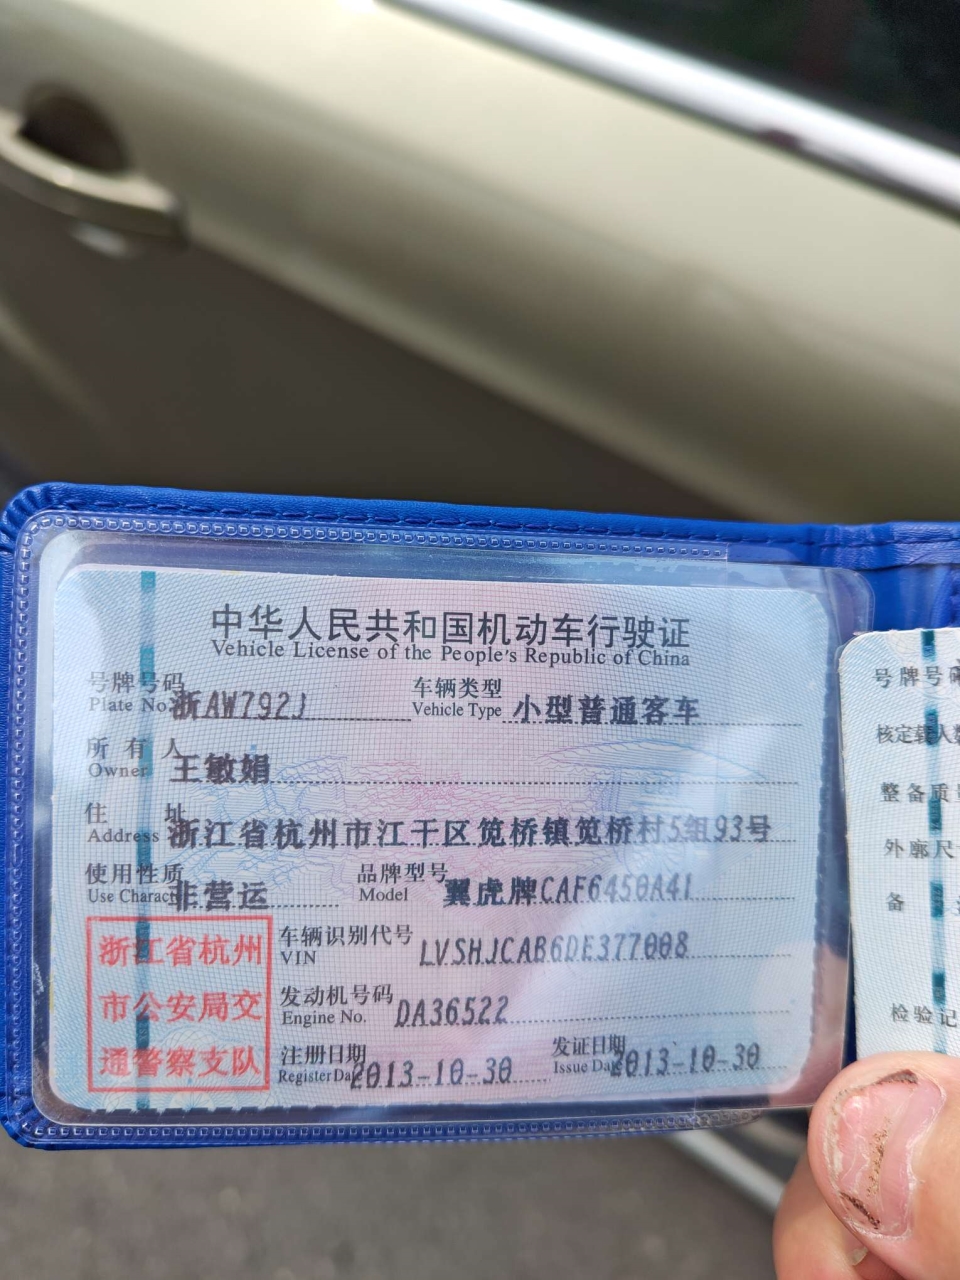 中华人民共和国机动车行驶证
Vehicle License of the People's Republic of China
号牌号码 浙AW792J 车辆类型 小型普通客车
Plate No. Vehicle Type
所有人 王敏娟
Owner
住址 浙江省杭州市江干区笕桥镇笕桥村5组93号
Address
使用性质 非营运 品牌型号 翼虎牌CAF6450A41
Use Charact Model
浙江省杭州
市公安局交
通警察支队
车辆识别代号 LVSHJCAB6DE377008
VIN
发动机号码 DA36522
Engine No.
注册日期 2013-10-30 发证日期 2013-10-30
Register Da Issue Da
号牌号码
核定载人数
整备质量
外廓尺寸
备
检验记